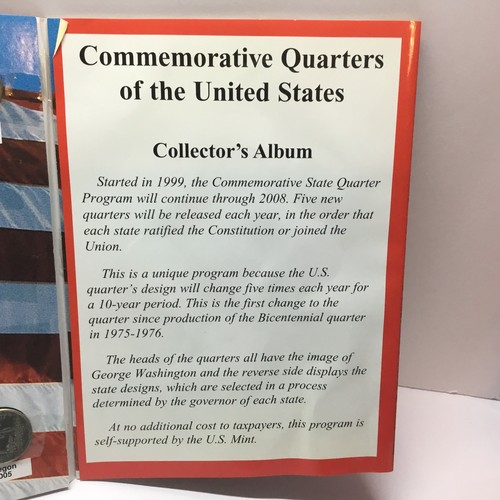 Commemorative Quarters
of the United States
Collector's Album
Started in 1999, the Commemorative State Quarter
Program will continue through 2008. Five new
quarters will be released each year, in the order that
each state ratified the Constitution or joined the
Union.
This is a unique program because the U.S.
quarter's design will change five times each year for
a 10-year period. This is the first change to the
quarter since production of the Bicentennial quarter
in 1975-1976.
The heads of the quarters all have the image of
George Washington and the reverse side displays the
state designs, which are selected in a process
determined by the governor of each state.
At no additional cost to taxpayers, this program is
self-supported by the U.S. Mint.